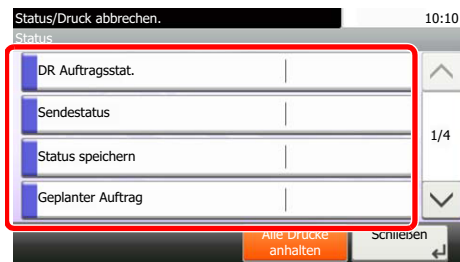 Status/Druck abbrechen.
10:10
Status
DR Auftragsstat.
Sendestatus
Status speichern
Geplanter Auftrag
1/4
Alle Drucke
anhalten
Schließen